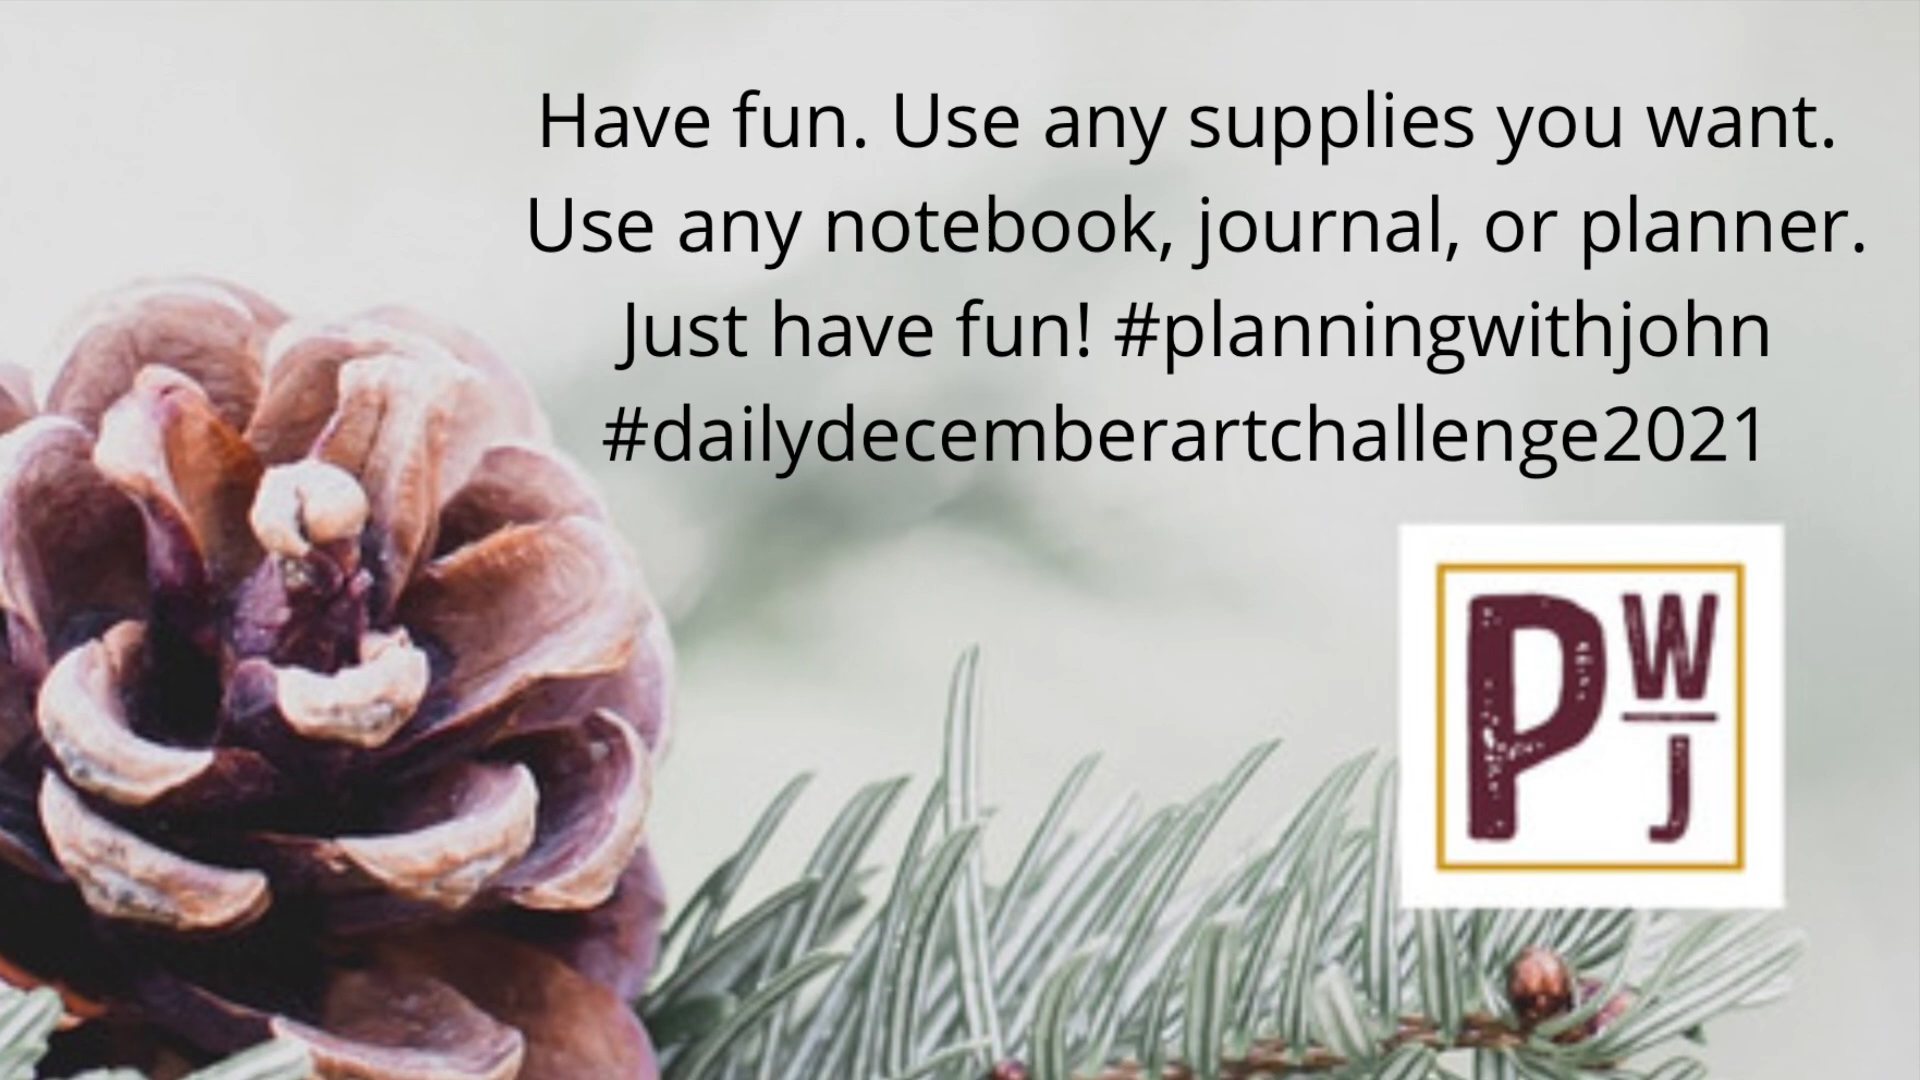 Have fun. Use any supplies you want.
Use any notebook, journal, or planner.
Just have fun! #planningwithjohn
#dailydecemberartchallenge2021
P W
J